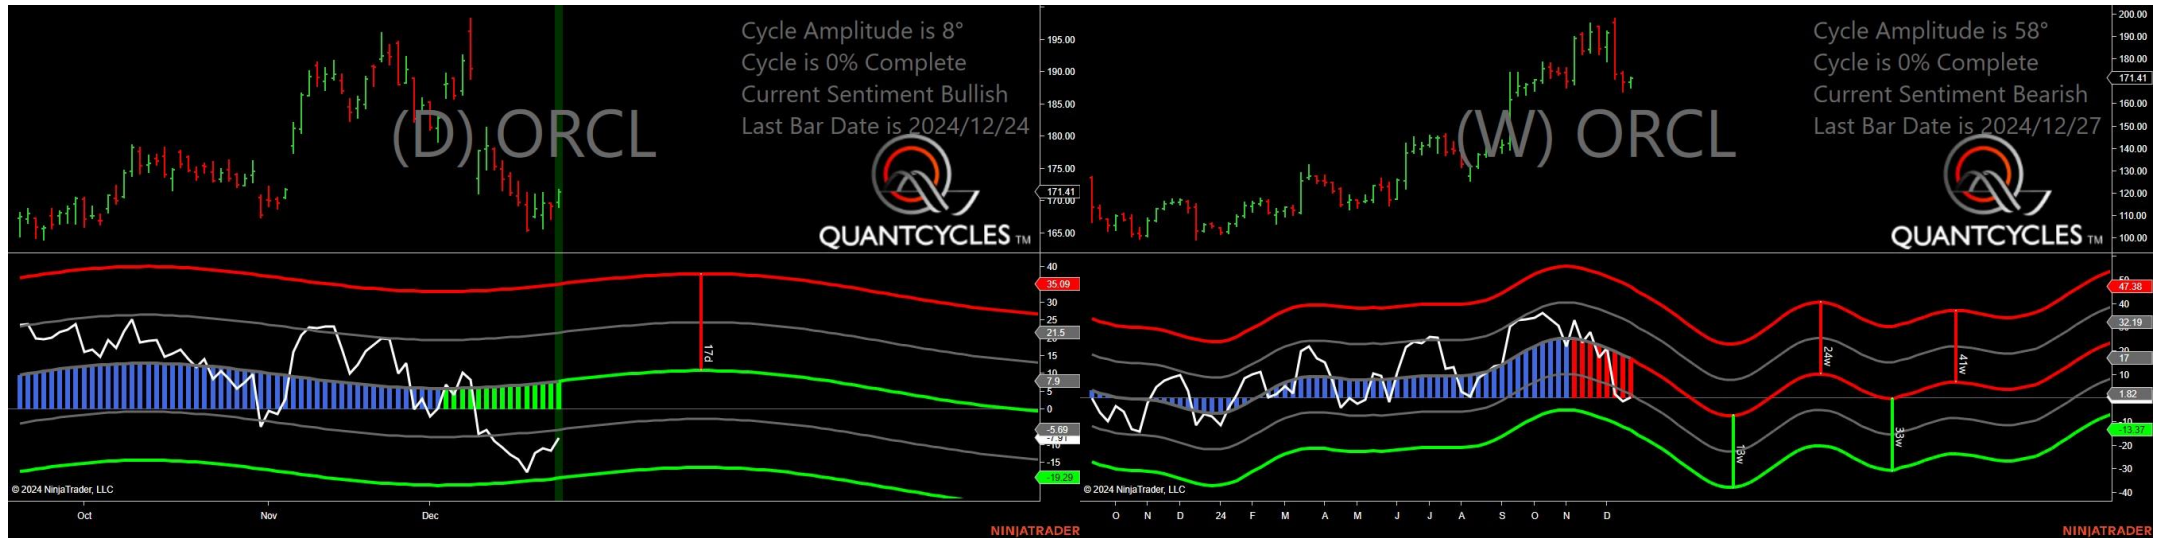 Cycle Amplitude is 8°
Cycle is 0% Complete
Current Sentiment Bullish
Last Bar Date is 2024/12/24
(D) ORCL
QUANTCYCLES TM
195.00
190.00
185.00
180.00
175.00
171.41
170.00
165.00
40
35.09
30
25
21.5
20
15
10
7.9
5
0
-5.69
-7.91
-10
-15
-19.29
17d
© 2024 NinjaTrader, LLC
Oct
Nov
Dec
NINJATRADER
Cycle Amplitude is 58°
Cycle is 0% Complete
Current Sentiment Bearish
Last Bar Date is 2024/12/27
(W) ORCL
QUANTCYCLES TM
200.00
190.00
180.00
171.41
160.00
150.00
140.00
130.00
120.00
110.00
100.00
50
47.38
40
32.19
20
17
10
1.82
-10
-13.37
-20
-30
-40
13w
24w
33w
41w
© 2024 NinjaTrader, LLC
O N D 24 F M A M J J A S O N D
NINJATRADER